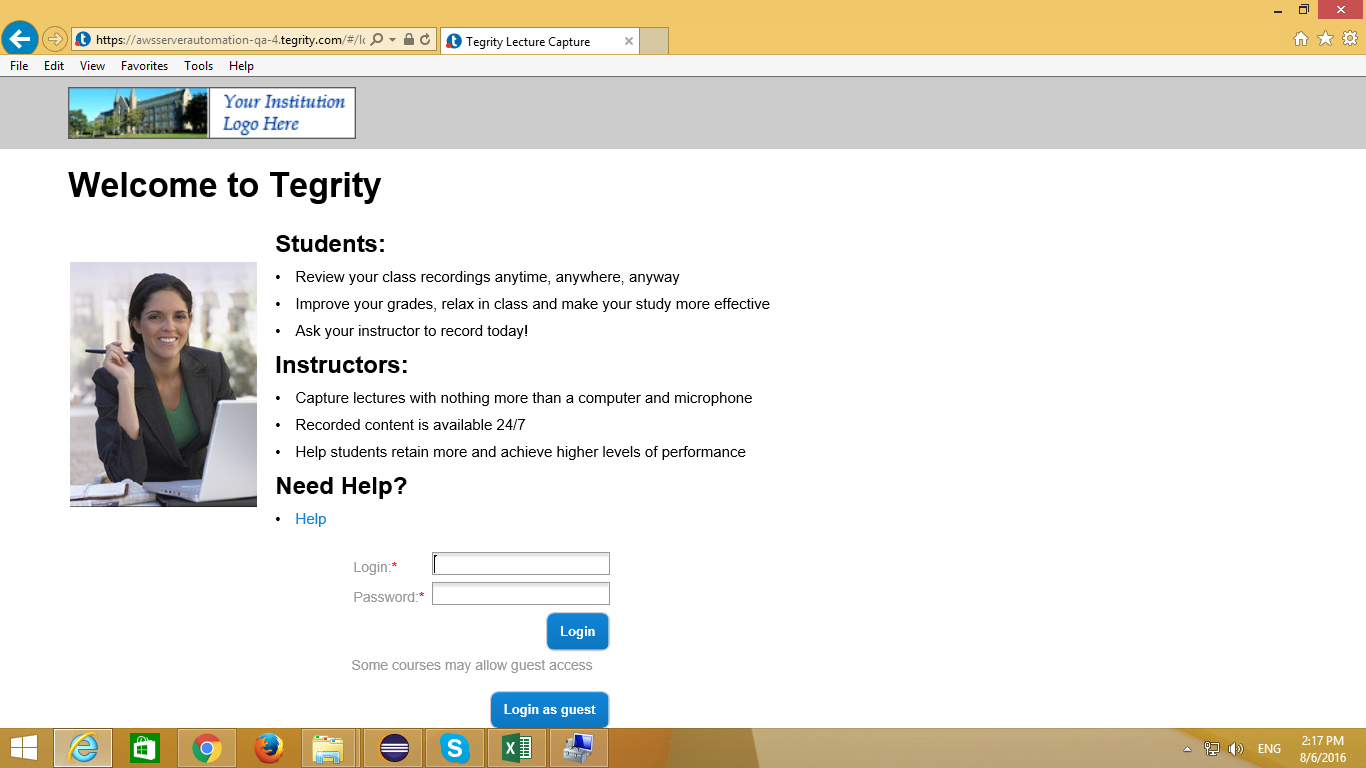 https://awsserverautomation-qa-4.tegrity.com/#/l
Tegrity Lecture Capture
File Edit View Favorites Tools Help
Your Institution
Logo Here
Welcome to Tegrity
Students:
• Review your class recordings anytime, anywhere, anyway
• Improve your grades, relax in class and make your study more effective
• Ask your instructor to record today!
Instructors:
• Capture lectures with nothing more than a computer and microphone
• Recorded content is available 24/7
• Help students retain more and achieve higher levels of performance
Need Help?
• Help
Login:*
Password:*
Login
Some courses may allow guest access
Login as guest
ENG
2:17 PM
8/6/2016